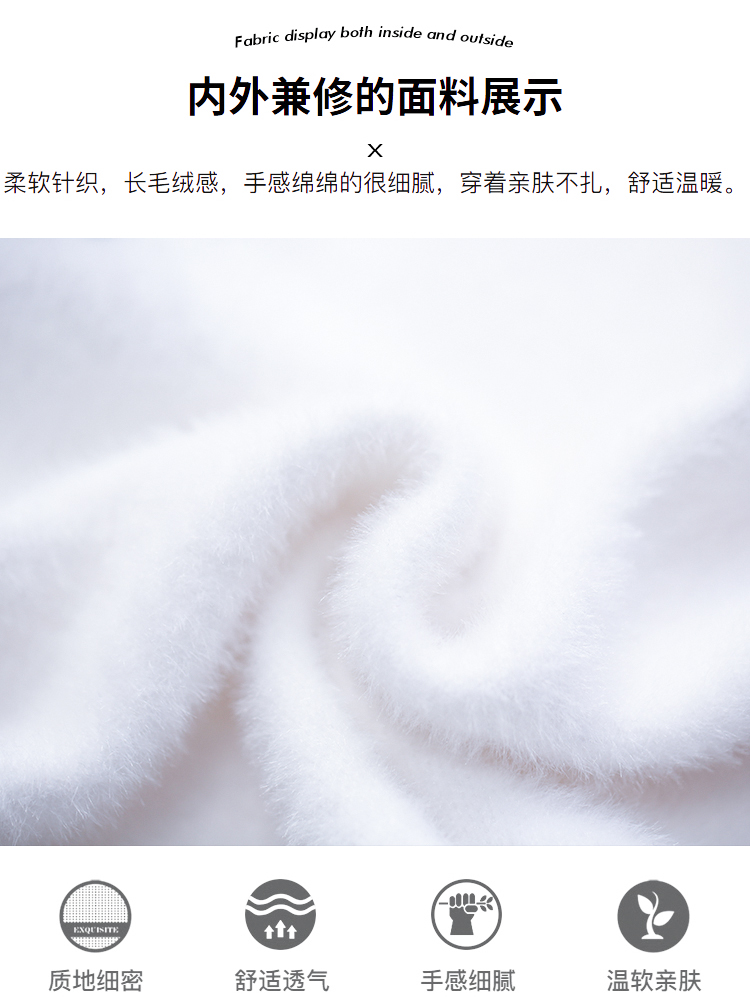 Fabric display both inside and outside
内外兼修的面料展示
X
柔软针织，长毛绒感，手感绵绵的很细腻，穿着亲肤不扎，舒适温暖。
EXQUISITE
质地细密
舒适透气
手感细腻
温软亲肤